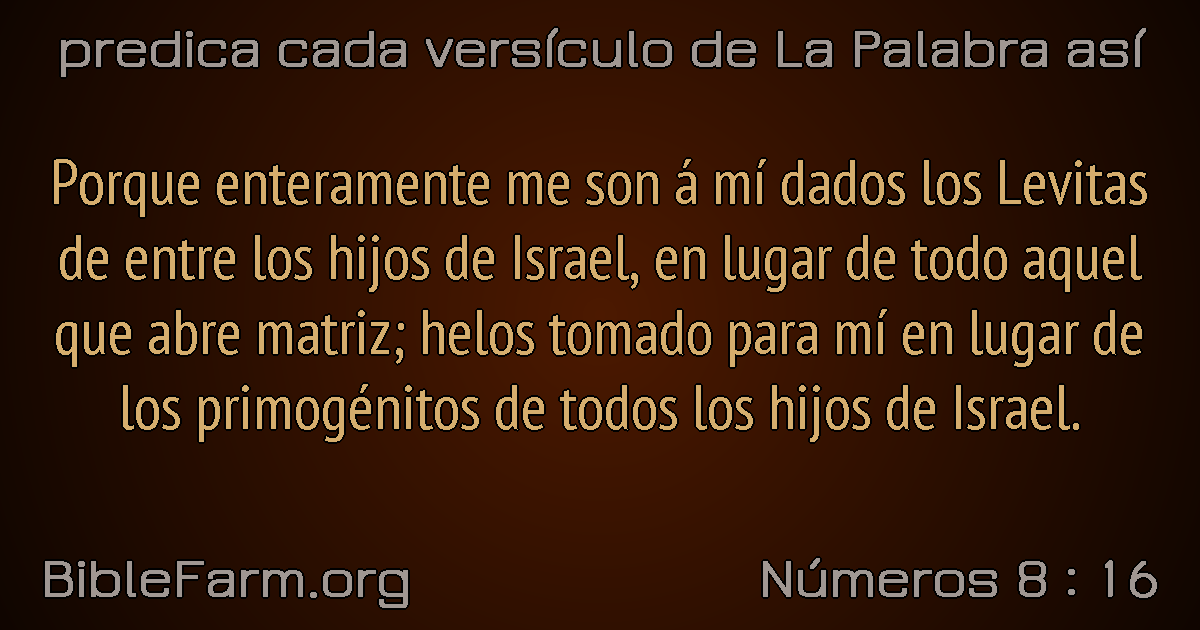 predica cada versículo de La Palabra así
Porque enteramente me son á mí dados los Levitas
de entre los hijos de Israel, en lugar de todo aquel
que abre matriz; helos tomado para mí en lugar de
los primogénitos de todos los hijos de Israel.
BibleFarm.org
Números 8 : 16